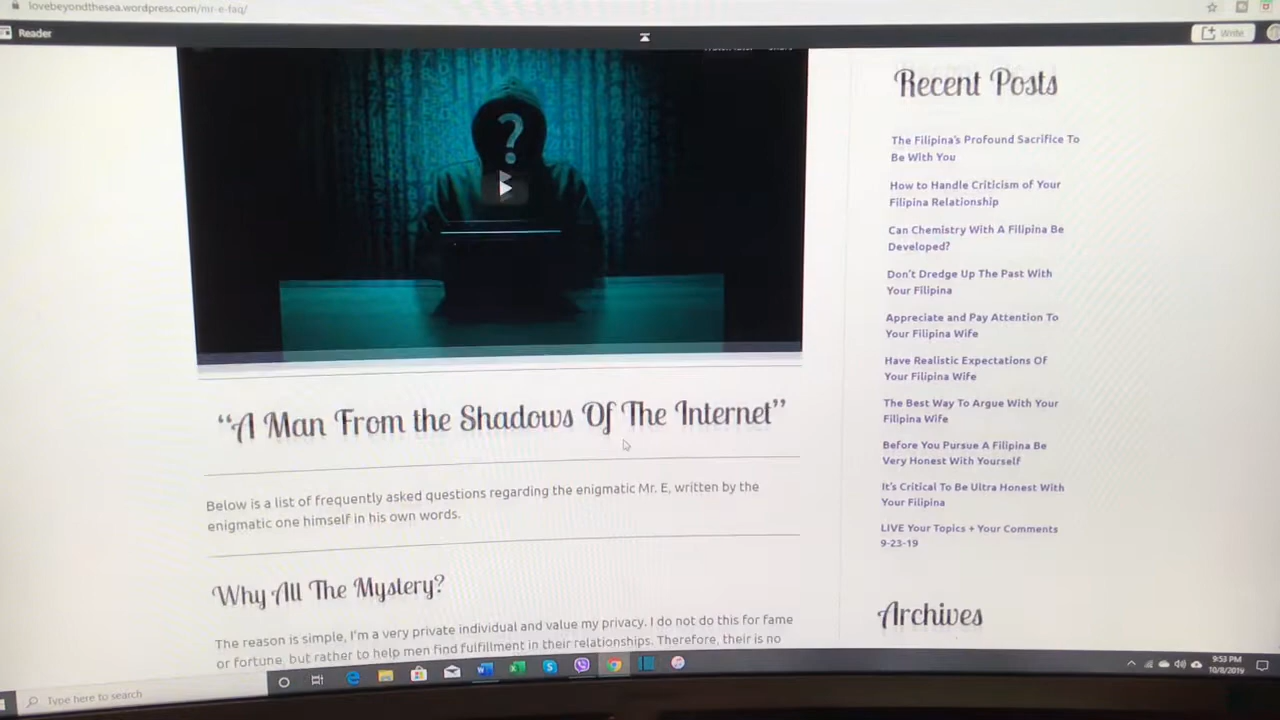 lovebeyondthesea.wordpress.com/mr-e-faq/
Reader
Write
?
“A Man From the Shadows Of The Internet”
Below is a list of frequently asked questions regarding the enigmatic Mr. E, written by the
enigmatic one himself in his own words.
Why All The Mystery?
The reason is simple, I'm a very private individual and value my privacy. I do not do this for fame
or fortune, but rather to help men find fulfillment in their relationships. Therefore, their is no
Recent Posts
The Filipina's Profound Sacrifice To
Be With You
How to Handle Criticism of Your
Filipina Relationship
Can Chemistry With A Filipina Be
Developed?
Don't Dredge Up The Past With
Your Filipina
Appreciate and Pay Attention To
Your Filipina Wife
Have Realistic Expectations Of
Your Filipina Wife
The Best Way To Argue With Your
Filipina Wife
Before You Pursue A Filipina Be
Very Honest With Yourself
It's Critical To Be Ultra Honest With
Your Filipina
LIVE Your Topics + Your Comments
9-23-19
Archives
Type here to search
9:53 PM
10/8/2019